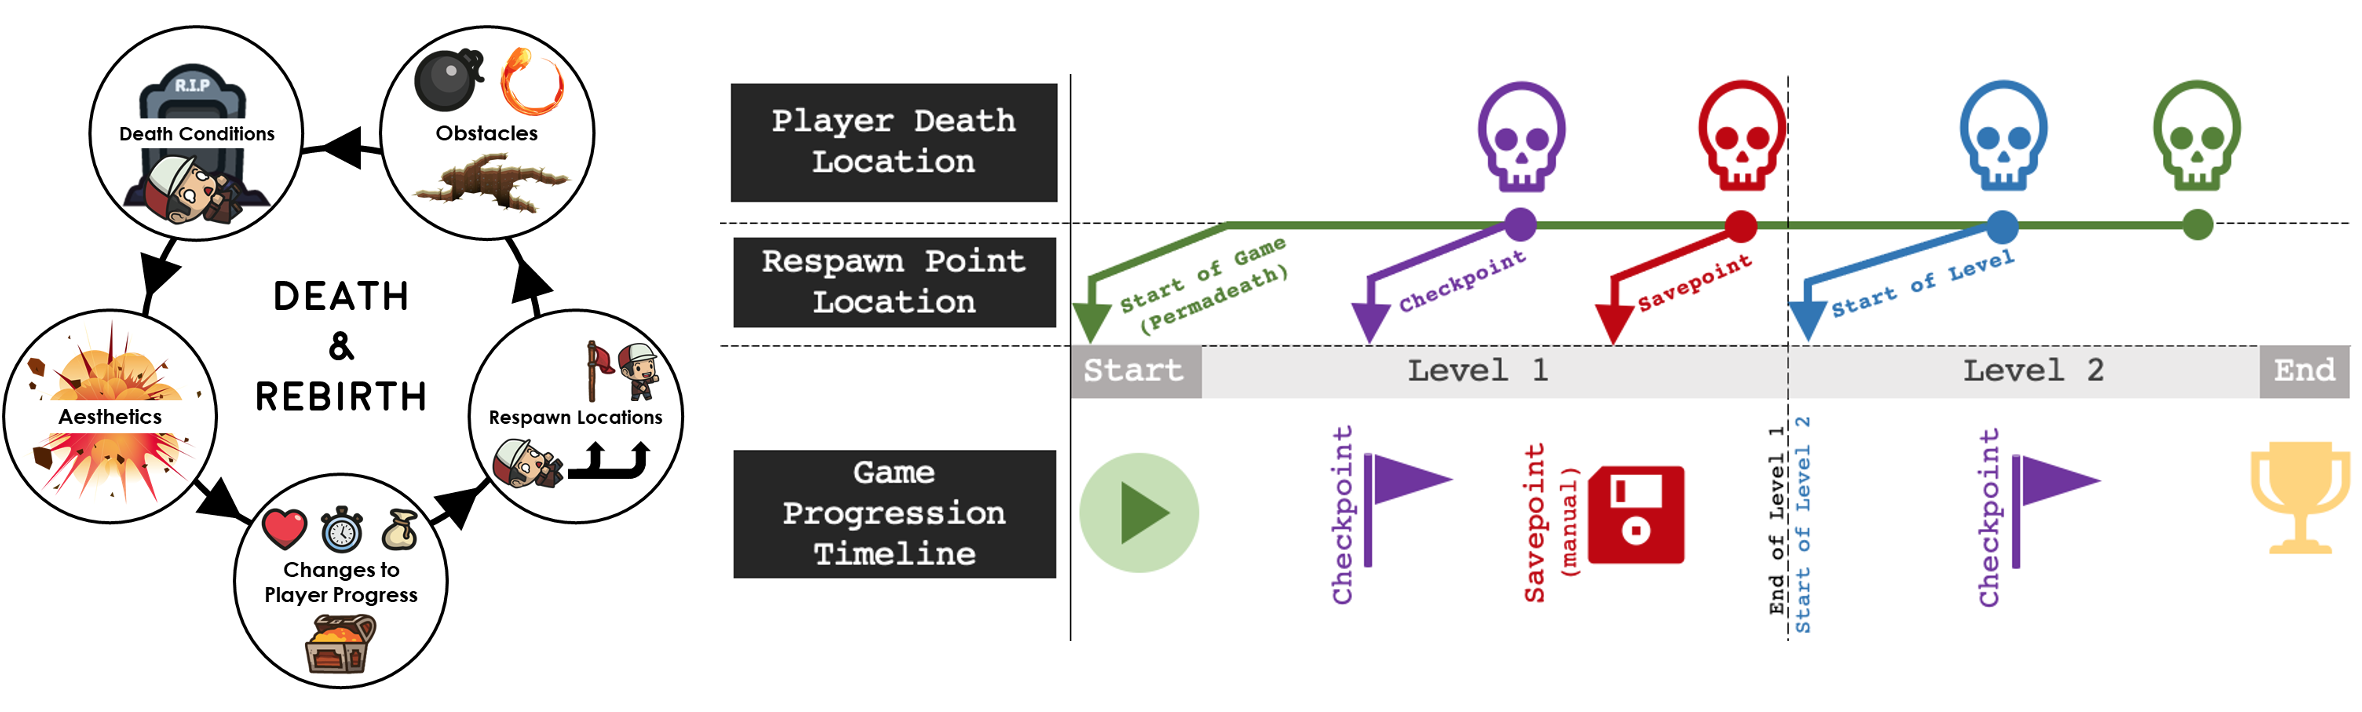 R.I.P
Death Conditions
Obstacles
DEATH
&
REBIRTH
Aesthetics
Respawn Locations
Changes to
Player Progress
Player Death
Location
Respawn Point
Location
Start of Game
(Permadeath)
Checkpoint
Savepoint
Start of Level
Start
Level 1
Level 2
End
Game
Progression
Timeline
Checkpoint
Savepoint
(manual)
End of Level 1
Start of Level 2
Checkpoint